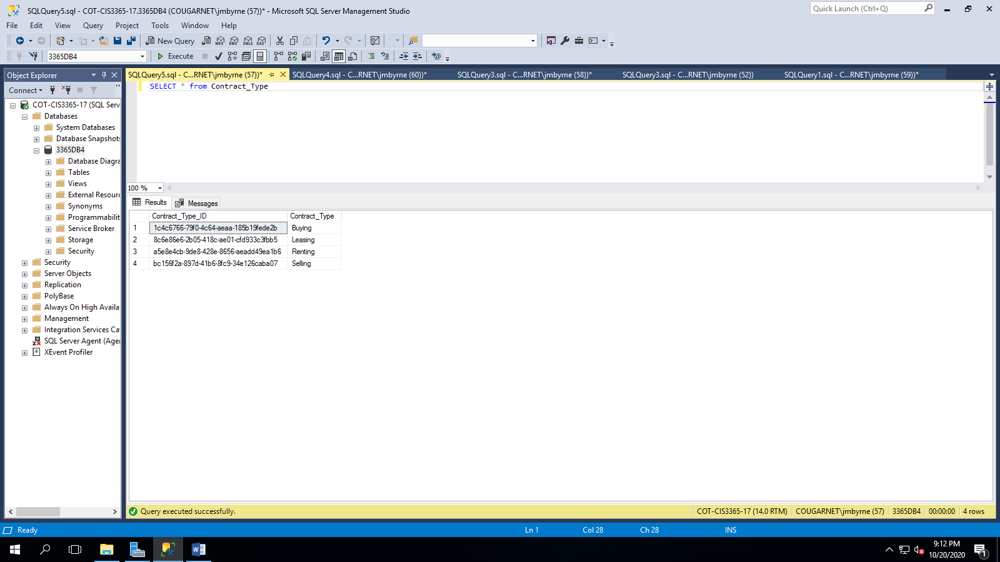 SQLQuery5.sql - COT-CIS3365-17.3365DB4 (COUGARNET\jmbyrne (57))* - Microsoft SQL Server Management Studio
Quick Launch (Ctrl+Q)
File Edit View Query Project Tools Window Help
New Query
MDX DMX XMLA DAX
3365DB4
Execute
Object Explorer
SQLQuery5.sql - C...RNET\jmbyrne (57))*
SQLQuery4.sql - C...RNET\jmbyrne (60))*
SQLQuery3.sql - C...RNET\jmbyrne (58))*
SQLQuery3.sql - C...RNET\jmbyrne (52))
SQLQuery1.sql - C...RNET\jmbyrne (59))*
Connect
COT-CIS3365-17 (SQL Serv
Databases
System Databases
Database Snapshots
3365DB4
Database Diagra
Tables
Views
External Resourc
Synonyms
Programmabilit
Service Broker
Storage
Security
Security
Server Objects
Replication
PolyBase
Always On High Availa
Management
Integration Services Cat
SQL Server Agent (Agen
XEvent Profiler
SELECT * from Contract_Type
100 %
Results Messages
Contract_Type_ID Contract_Type
1 1c4c6766-79f0-4c64-aeaa-185b19fede2b Buying
2 8c6e86e6-2b05-418c-ae01-cfd933c3fbb5 Leasing
3 a5e8e4cb-9de8-428e-8656-aeadd49ea1b6 Renting
4 bc156f2a-897d-41b6-8fc9-34e126caba07 Selling
Query executed successfully.
COT-CIS3365-17 (14.0 RTM) COUGARNET\jmbyrne (57) 3365DB4 00:00:00 4 rows
Ready Ln 1 Col 28 Ch 28 INS
9:12 PM
10/20/2020
1